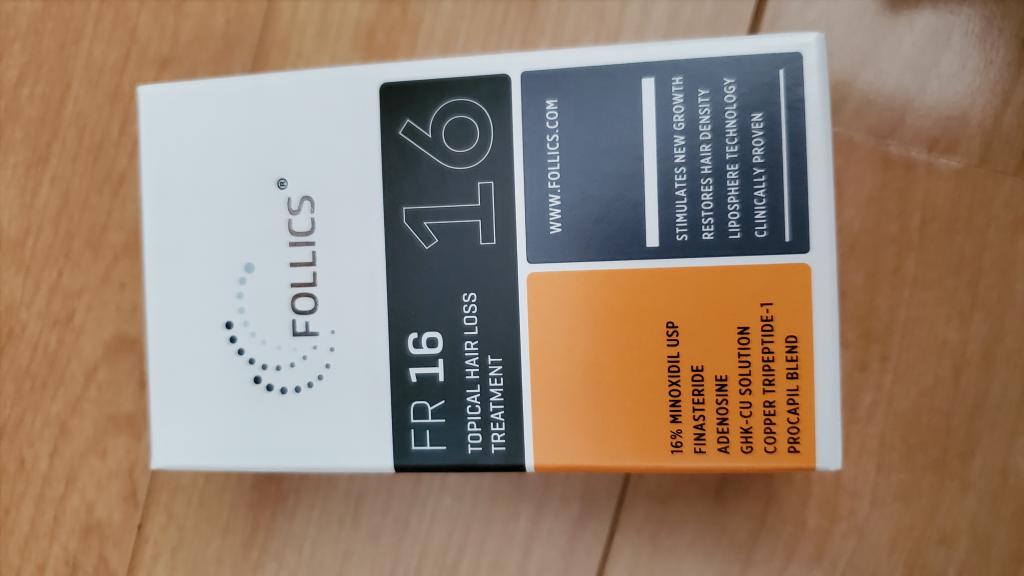 FOLLICS®
FR 16
TOPICAL HAIR LOSS
TREATMENT
16
16% MINOXIDIL USP
FINASTERIDE
ADENOSINE
GHK-CU SOLUTION
COPPER TRIPEPTIDE-1
PROCAPIL BLEND
WWW.FOLLICS.COM
STIMULATES NEW GROWTH
RESTORES HAIR DENSITY
LIPOSPHERE TECHNOLOGY
CLINICALLY PROVEN